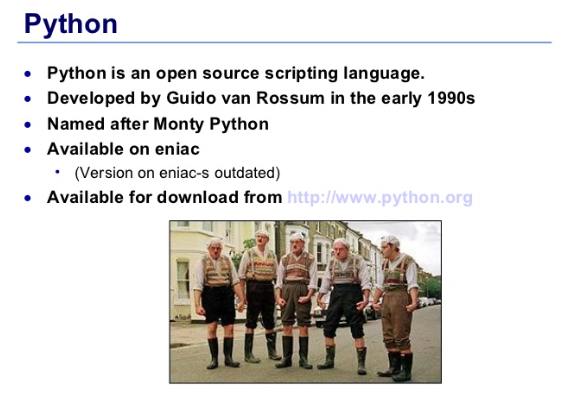 Python
• Python is an open source scripting language.
• Developed by Guido van Rossum in the early 1990s
• Named after Monty Python
• Available on eniac
• (Version on eniac-s outdated)
• Available for download from http://www.python.org